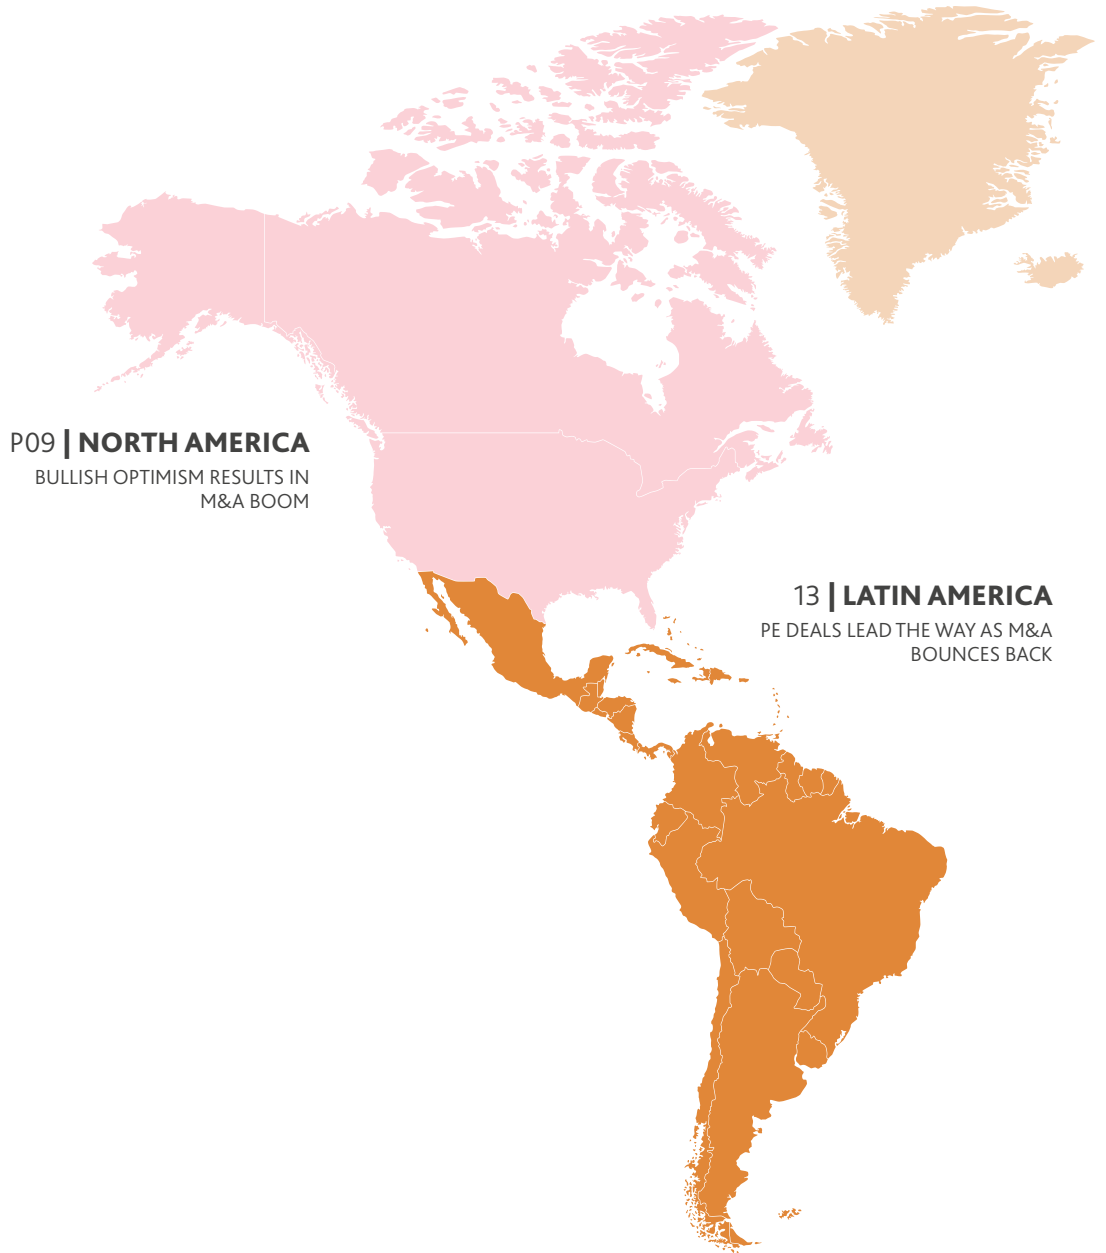 P09 | NORTH AMERICA
BULLISH OPTIMISM RESULTS IN
M&A BOOM
13 | LATIN AMERICA
PE DEALS LEAD THE WAY AS M&A
BOUNCES BACK